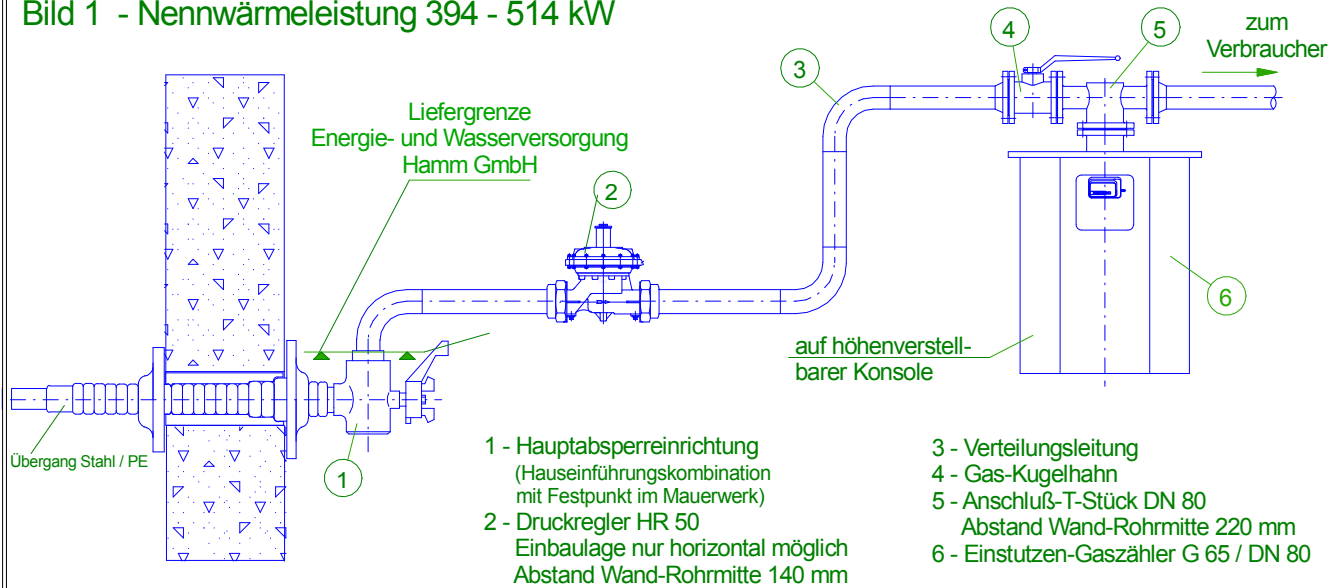 Bild 1 - Nennwärmeleistung 394 - 514 kW
4
5
zum
Verbraucher
3
Liefergrenze
Energie- und Wasserversorgung
Hamm GmbH
2
6
auf höhenverstell-
barer Konsole
Übergang Stahl / PE
1
1 - Hauptabsperreinrichtung
(Hauseinführungskombination
mit Festpunkt im Mauerwerk)
2 - Druckregler HR 50
Einbaulage nur horizontal möglich
Abstand Wand-Rohrmitte 140 mm
3 - Verteilungsleitung
4 - Gas-Kugelhahn
5 - Anschluß-T-Stück DN 80
Abstand Wand-Rohrmitte 220 mm
6 - Einstutzen-Gaszähler G 65 / DN 80